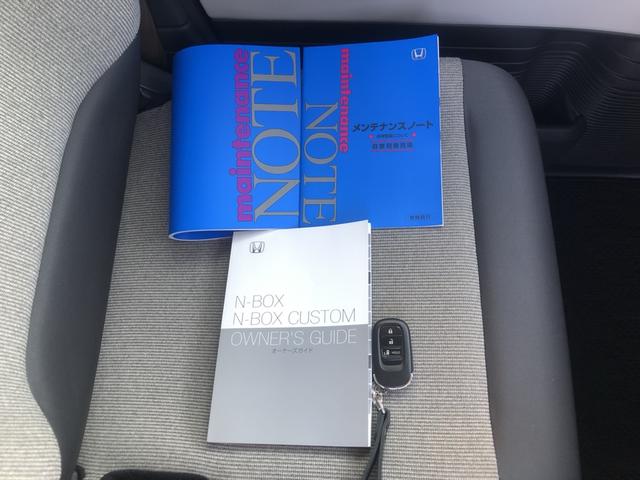 maintenance
NOTE
maintenance
NOTE
メンテナンスノート
N-BOX
N-BOX CUSTOM
OWNER'S GUIDE
オーナーズガイド